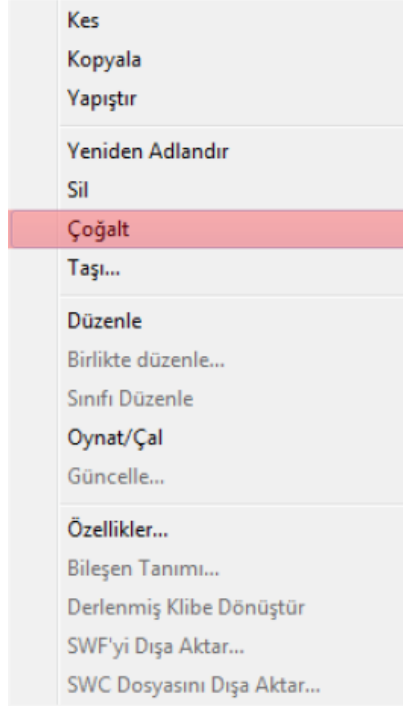 Kes
Kopyala
Yapıştır
Yeniden Adlandır
Sil
Çoğalt
Taşı...
Düzenle
Birlikte düzenle...
Sınıfı Düzenle
Oynat/Çal
Güncelle...
Özellikler...
Bileşen Tanımı...
Derlenmiş Klibe Dönüştür
SWF'yi Dışa Aktar...
SWC Dosyasını Dışa Aktar...